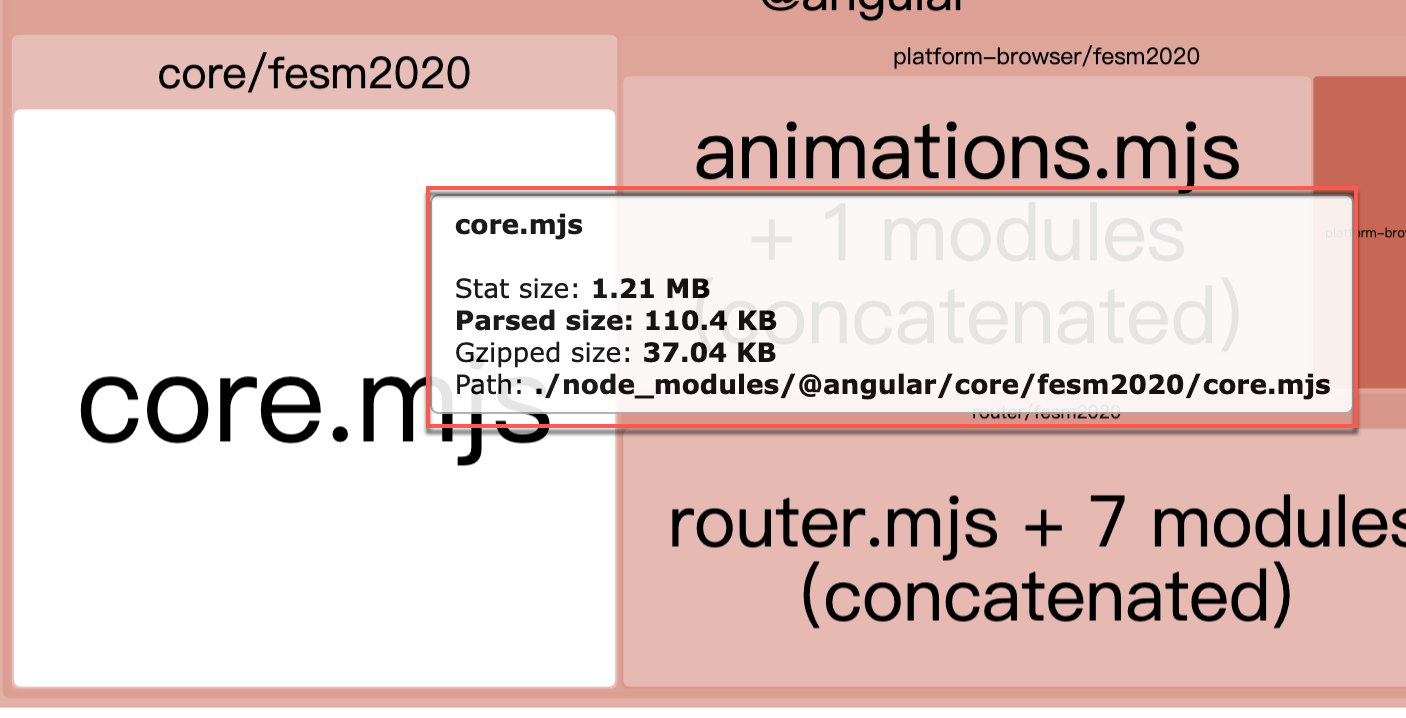 @angular
core/fesm2020
platform-browser/fesm2020
animations.mjs
+ 1 modules
(concatenated)
platform-bro
core.mjs
Stat size: 1.21 MB
Parsed size: 110.4 KB
Gzipped size: 37.04 KB
Path: ./node_modules/@angular/core/fesm2020/core.mjs
core.mjs
router/fesm2020
router.mjs + 7 modules
(concatenated)